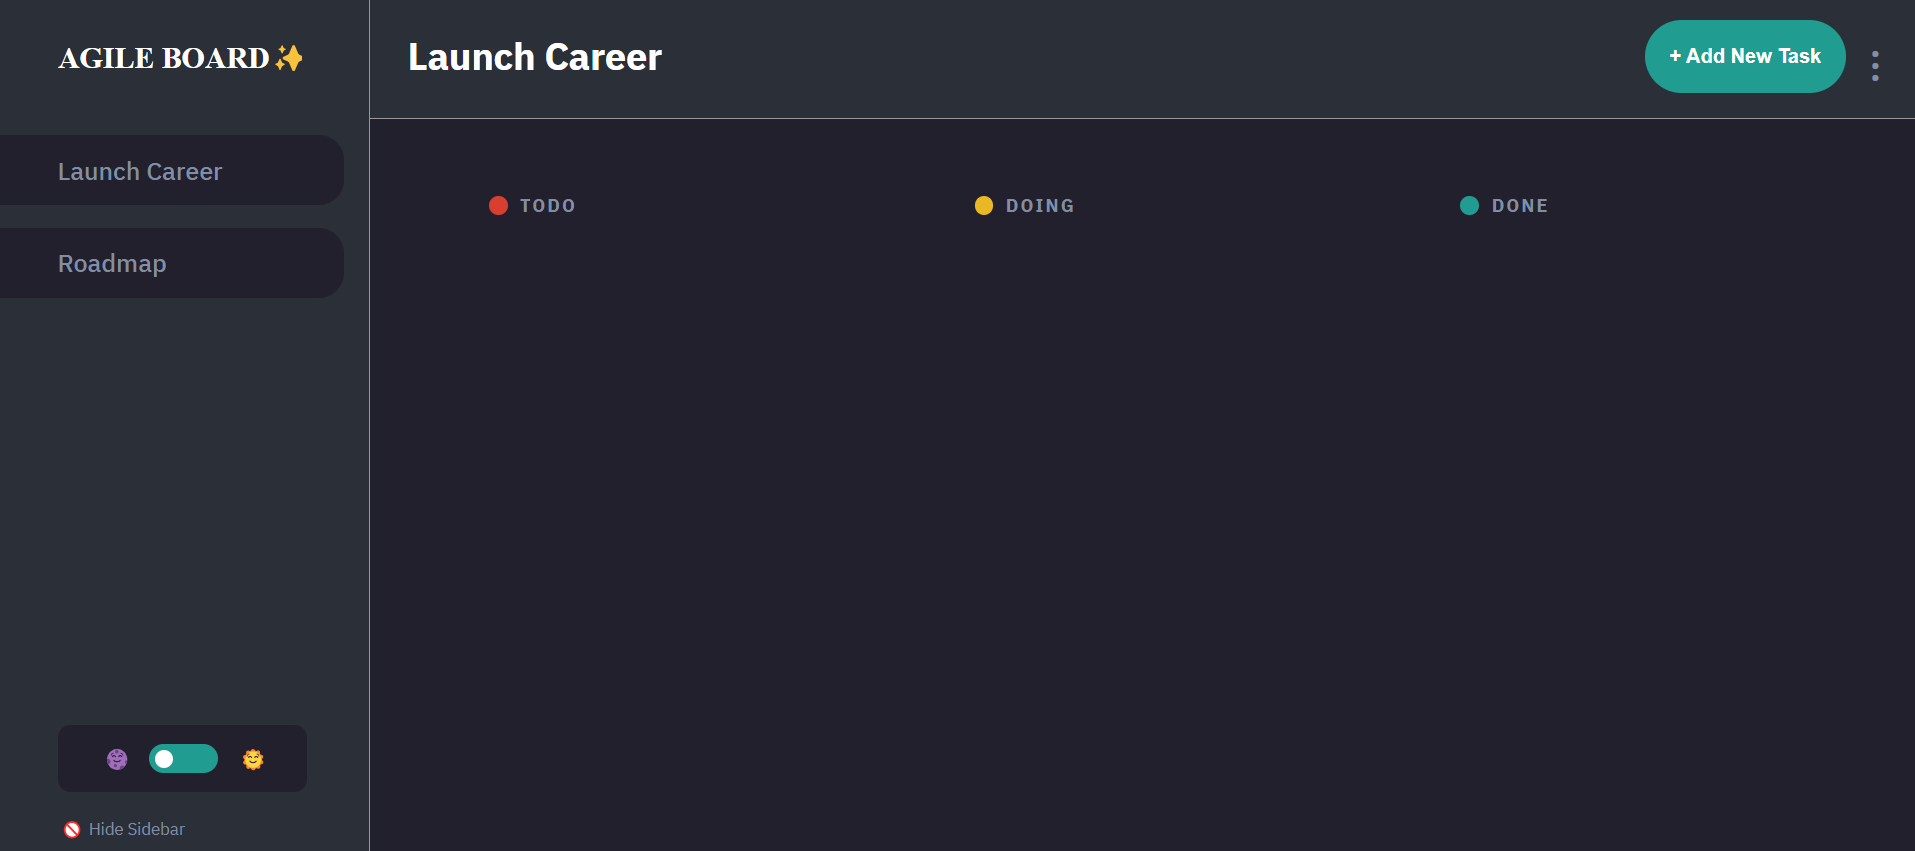 AGILE BOARD✨
Launch Career
+ Add New Task
Launch Career
Roadmap
TODO
DOING
DONE
Hide Sidebar